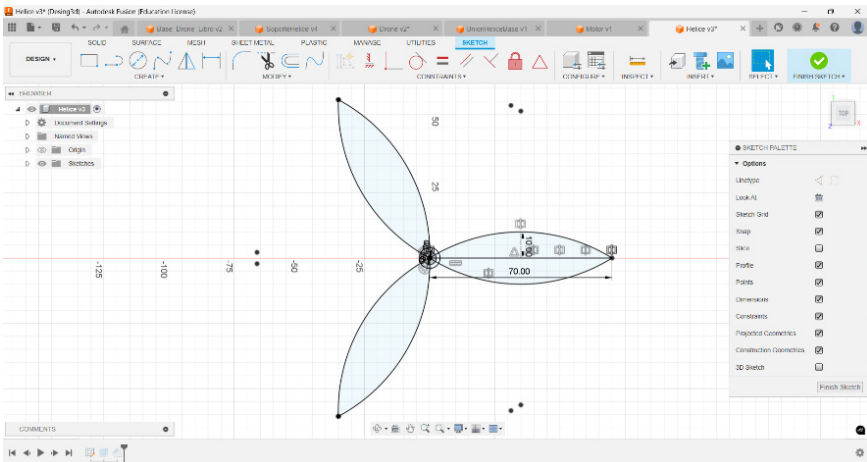 Helice v3* (Desing3d) - Autodesk Fusion (Education License)
Base_Drone_Libro v2
SoporteHelice v4
Drone v2*
UnionHeliceBase v1
Motor v1
Helice v3*
SOLID SURFACE MESH SHEET METAL PLASTIC MANAGE UTILITIES SKETCH
DESIGN
CREATE MODIFY CONSTRAINTS CONFIGURE INSPECT INSERT SELECT FINISH SKETCH
BROWSER
Helice v3
Document Settings
Named Views
Origin
Sketches
TOP
X
Z
50
25
-125
-100
-75
-50
-25
10.00
70.00
SKETCH PALETTE
Options
Linetype
Look At
Sketch Grid
Snap
Slice
Profile
Points
Dimensions
Constraints
Projected Geometries
Construction Geometries
3D Sketch
Finish Sketch
COMMENTS